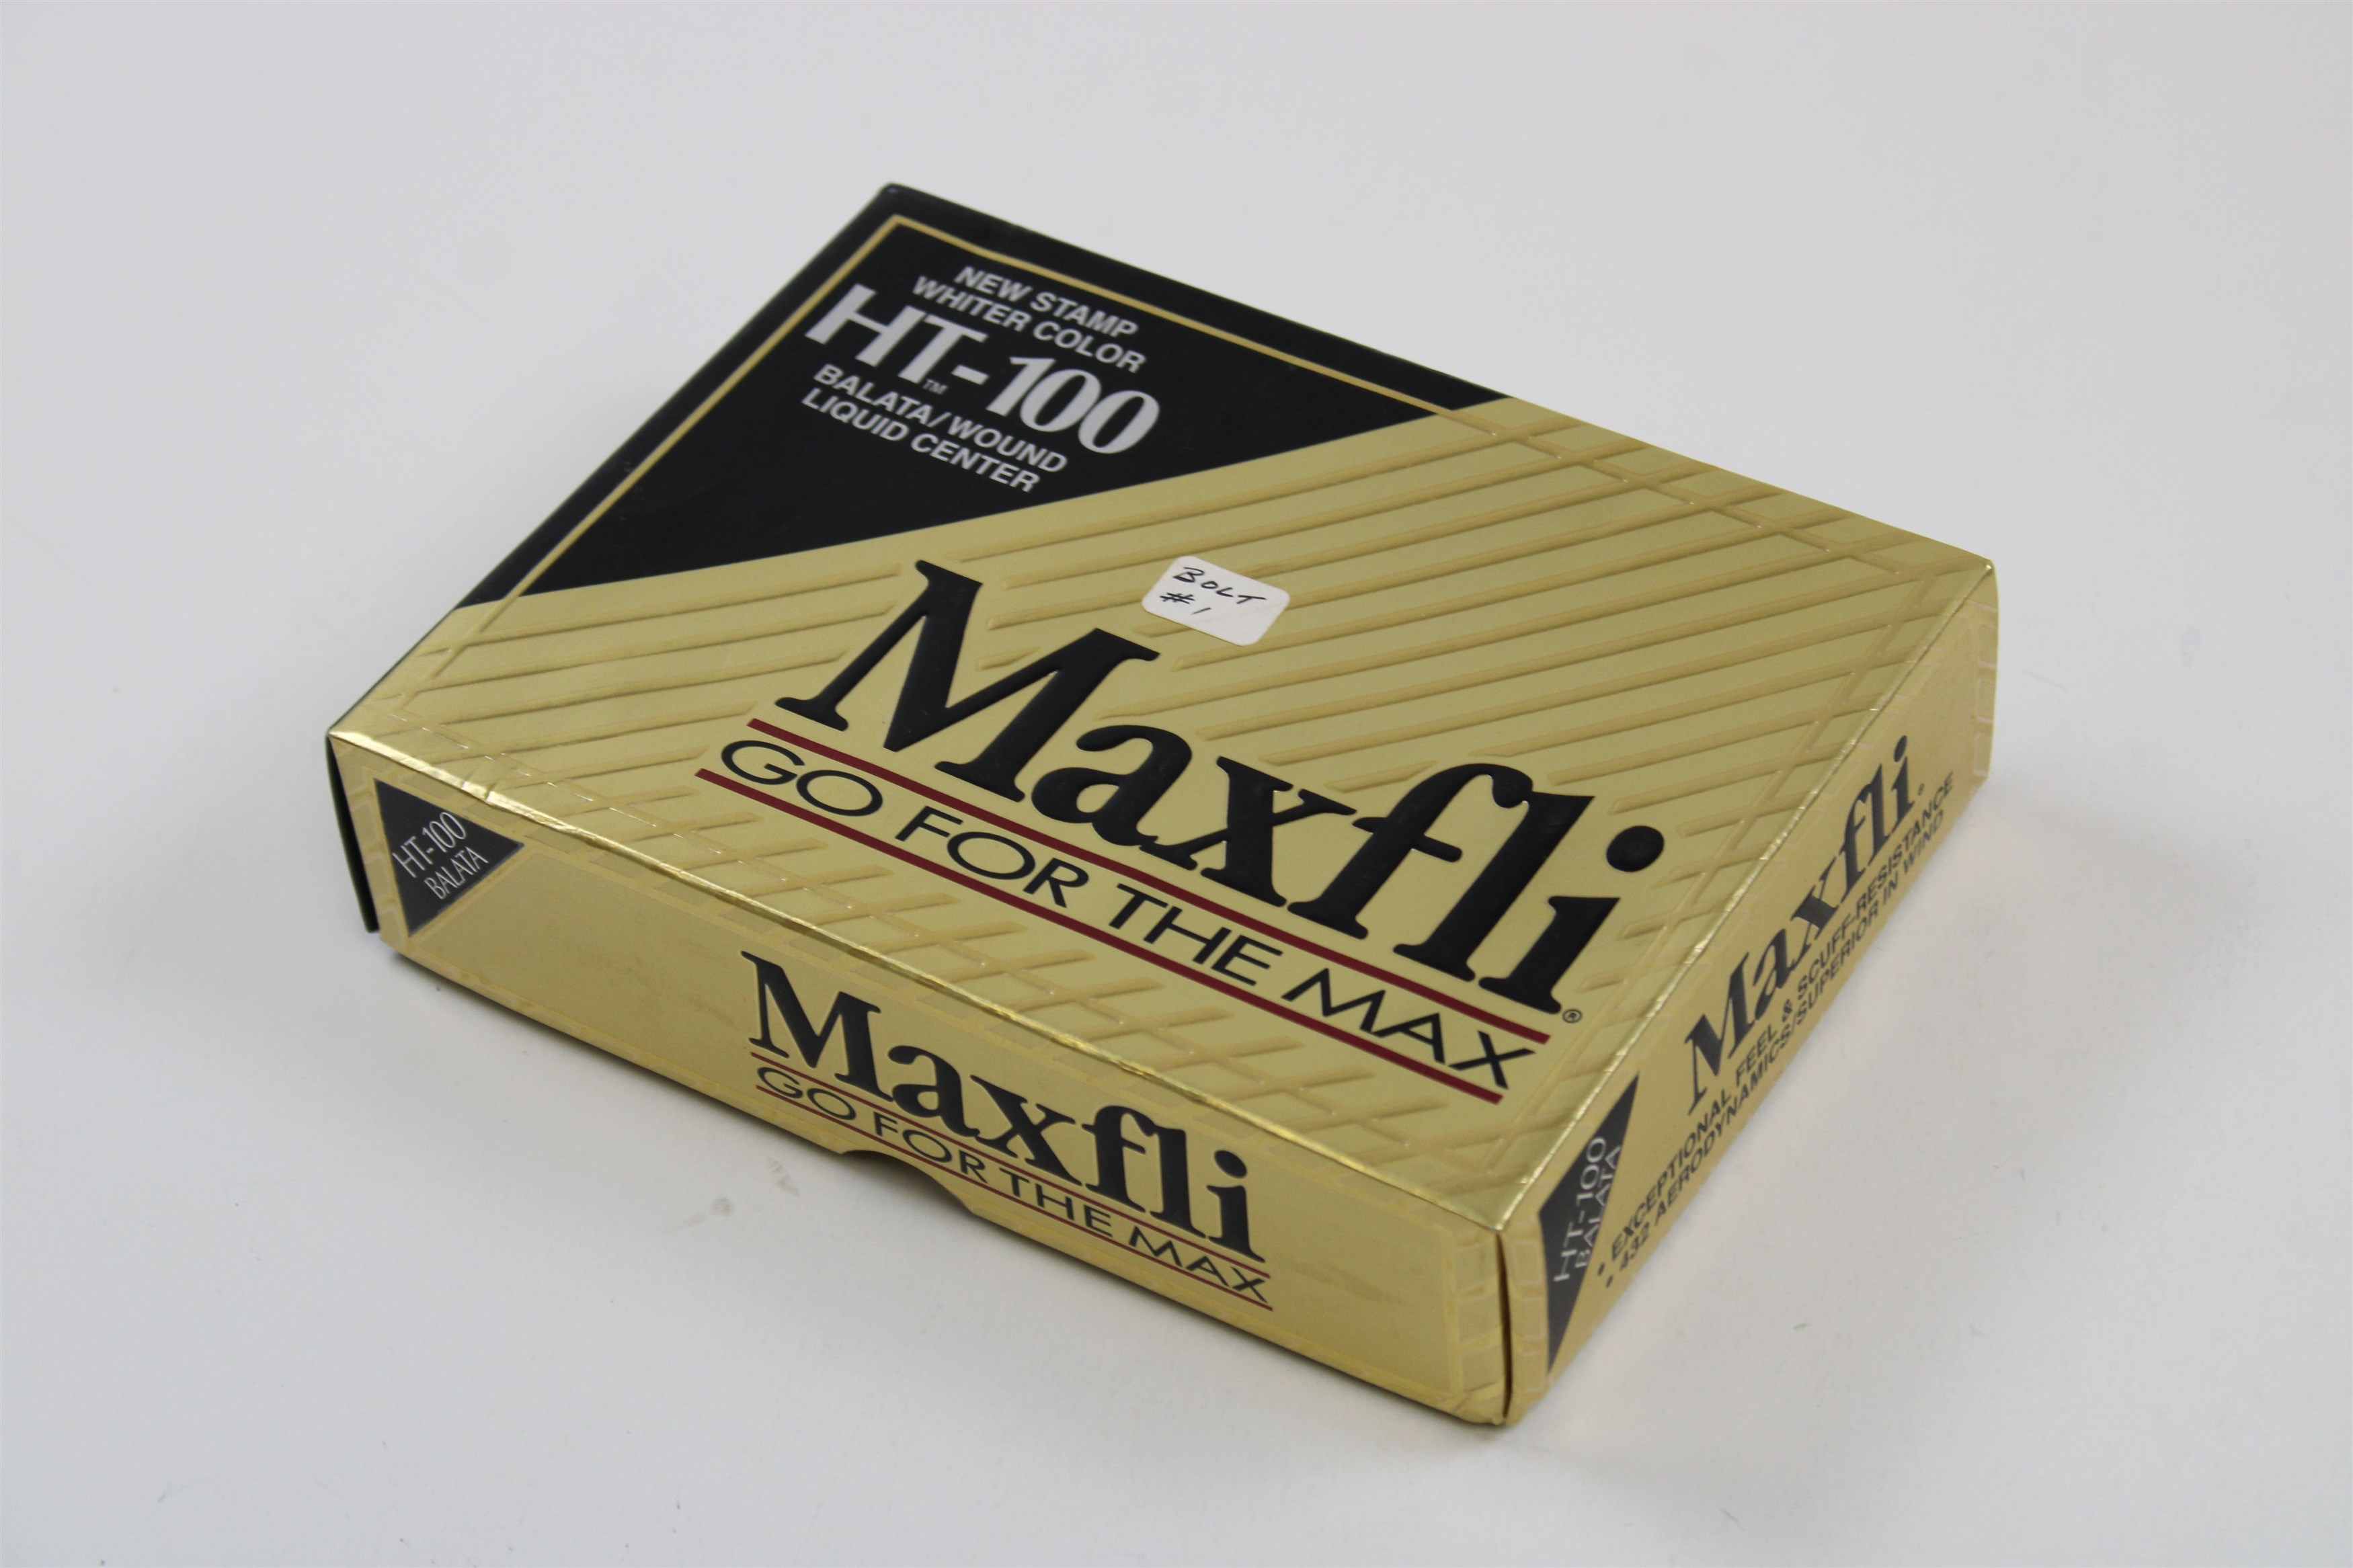 NEW STAMP
WHITER COLOR
HT-100
™
BALATA/WOUND
LIQUID CENTER
BOLT
#1
Maxfli®
GO FOR THE MAX
HT-100
BALATA
Maxfli
GO FOR THE MAX
HT-100
BALATA
Maxfli
• EXCEPTIONAL FEEL & SCUFF-RESISTANCE
• 432 AERODYNAMICS/SUPERIOR IN WIND